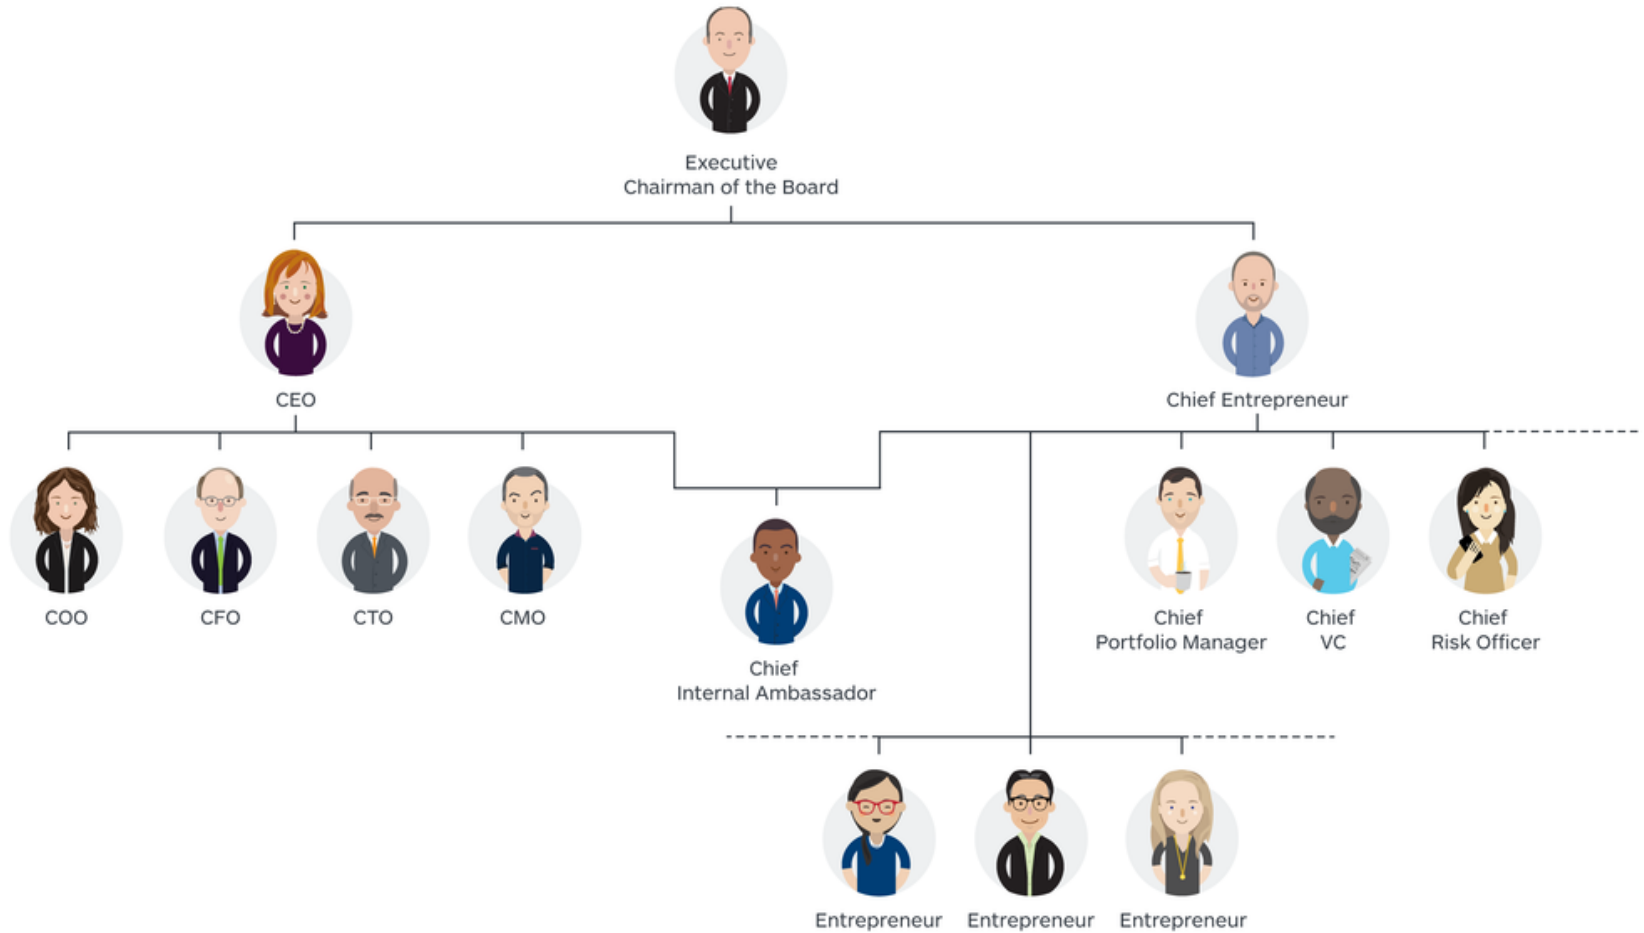 Executive
Chairman of the Board
CEO
Chief Entrepreneur
COO
CFO
CTO
CMO
Chief
Internal Ambassador
Chief
Portfolio Manager
Chief
VC
Chief
Risk Officer
Entrepreneur
Entrepreneur
Entrepreneur